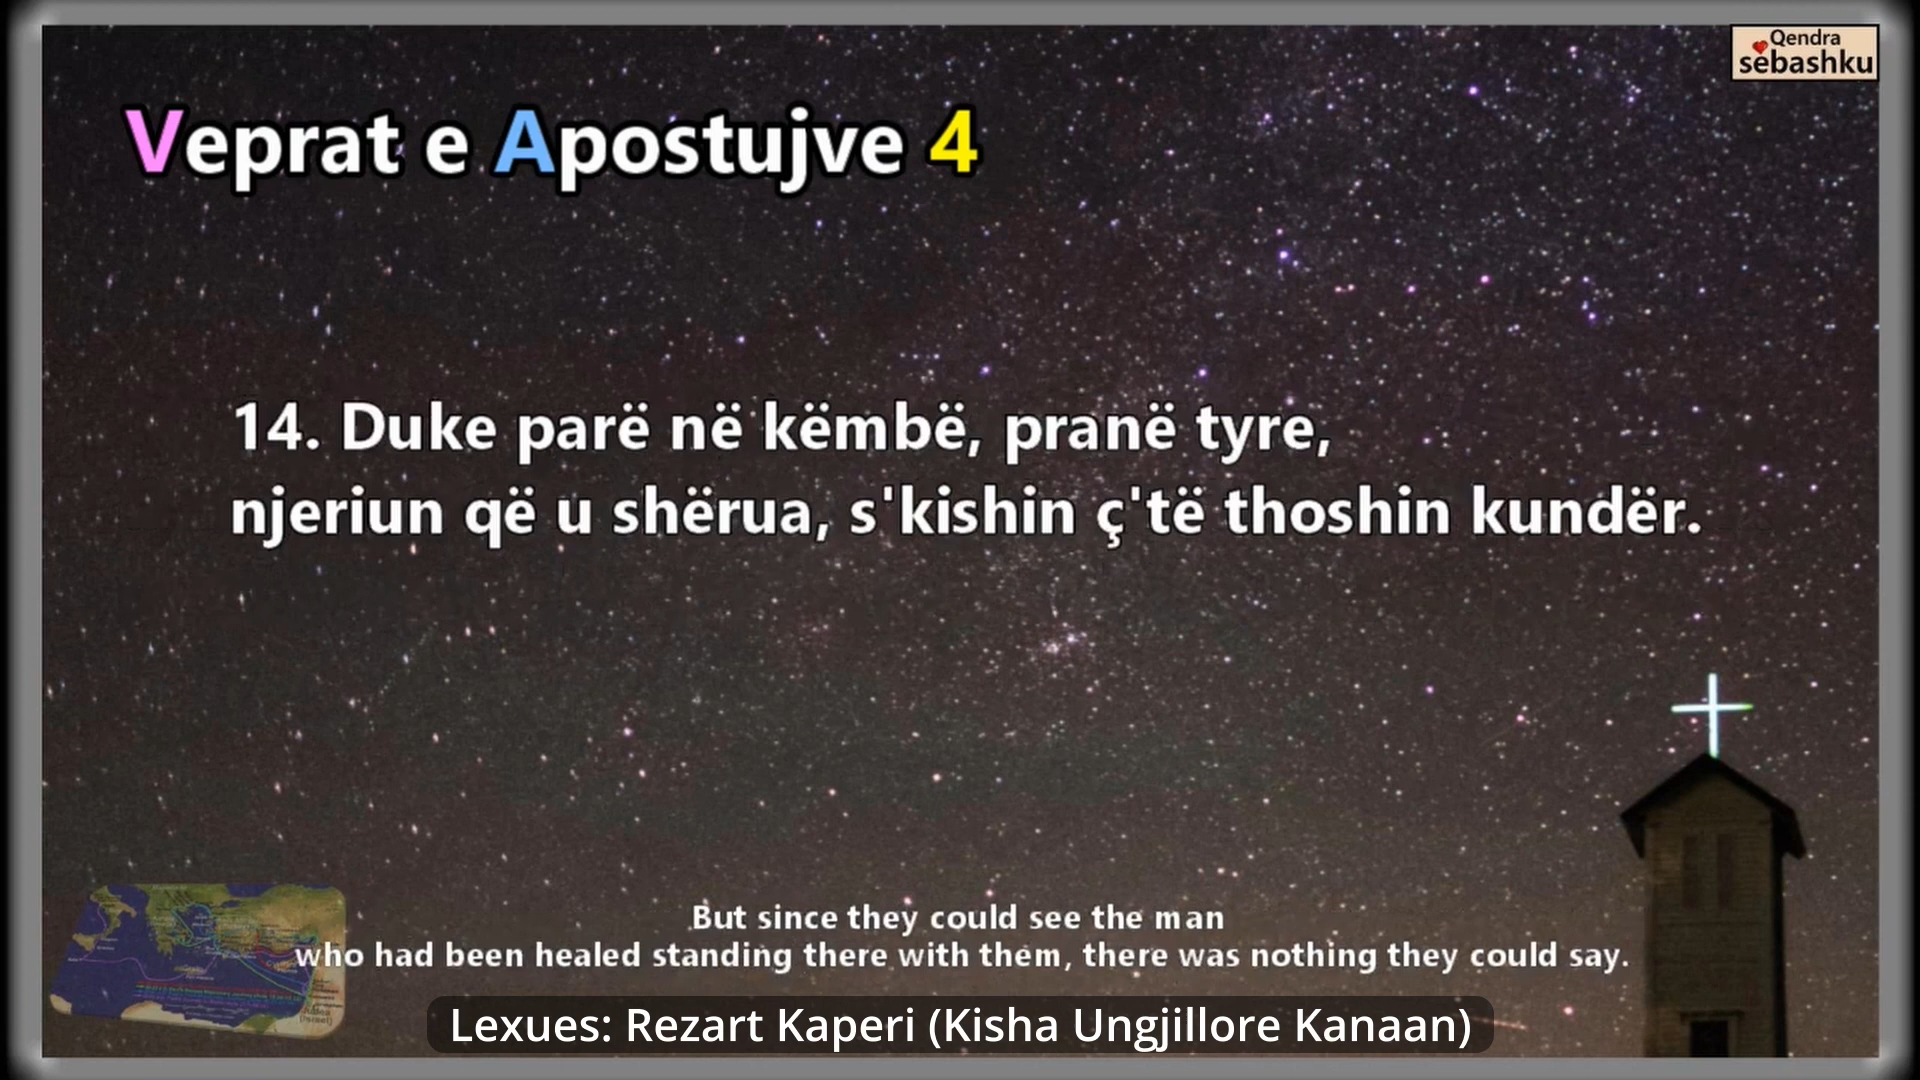 Qendra
sëbashku
Veprat e Apostujve 4
14. Duke parë në këmbë, pranë tyre,
njeriun që u shërua, s'kishin ç'të thoshin kundër.
But since they could see the man
who had been healed standing there with them, there was nothing they could say.
Lexues: Rezart Kaperi (Kisha Ungjillore Kanaan)